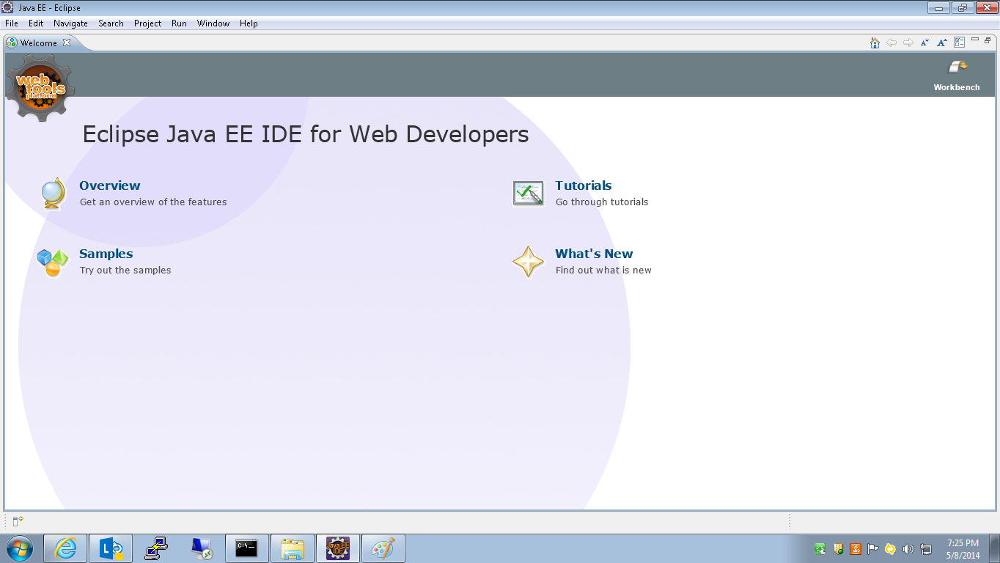 Java EE - Eclipse
File Edit Navigate Search Project Run Window Help
Welcome
web
tools
platform
Workbench
Eclipse Java EE IDE for Web Developers
Overview
Get an overview of the features
Tutorials
Go through tutorials
Samples
Try out the samples
What's New
Find out what is new
C:\_
Java EE
IDE
7:25 PM
5/8/2014